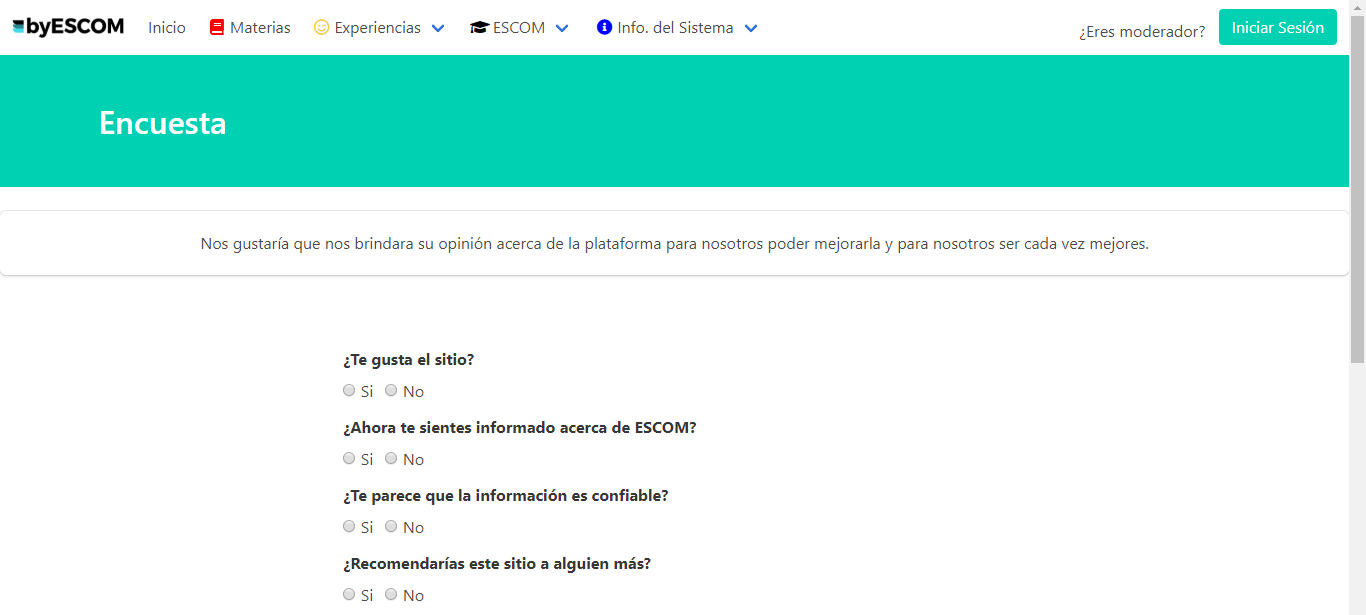 byESCOM Inicio Materias Experiencias ESCOM Info. del Sistema ¿Eres moderador? Iniciar Sesión
Encuesta
Nos gustaría que nos brindara su opinión acerca de la plataforma para nosotros poder mejorarla y para nosotros ser cada vez mejores.
¿Te gusta el sitio?
Si No
¿Ahora te sientes informado acerca de ESCOM?
Si No
¿Te parece que la información es confiable?
Si No
¿Recomendarías este sitio a alguien más?
Si No